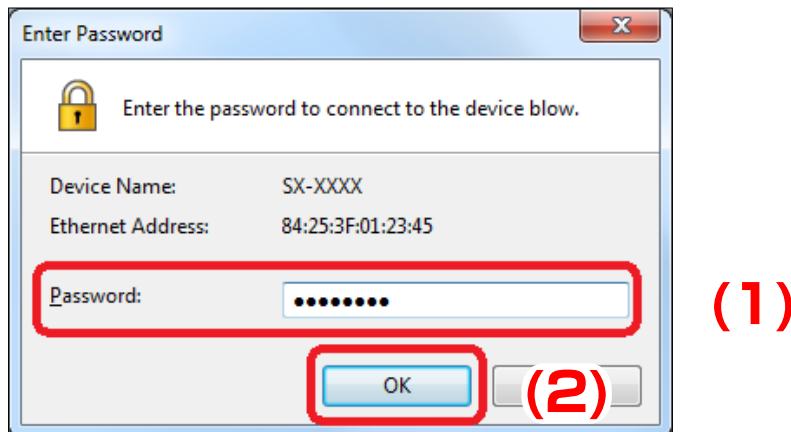 Enter Password
Enter the password to connect to the device blow.
Device Name: SX-XXXX
Ethernet Address: 84:25:3F:01:23:45
Password: ●●●●●●●●
(1)
OK
(2)